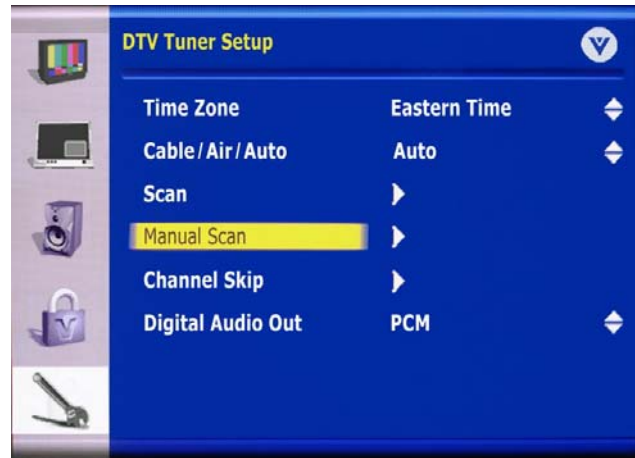 DTV Tuner Setup
V
Time Zone Eastern Time
Cable/Air/Auto Auto
Scan
Manual Scan
Channel Skip
Digital Audio Out PCM
V